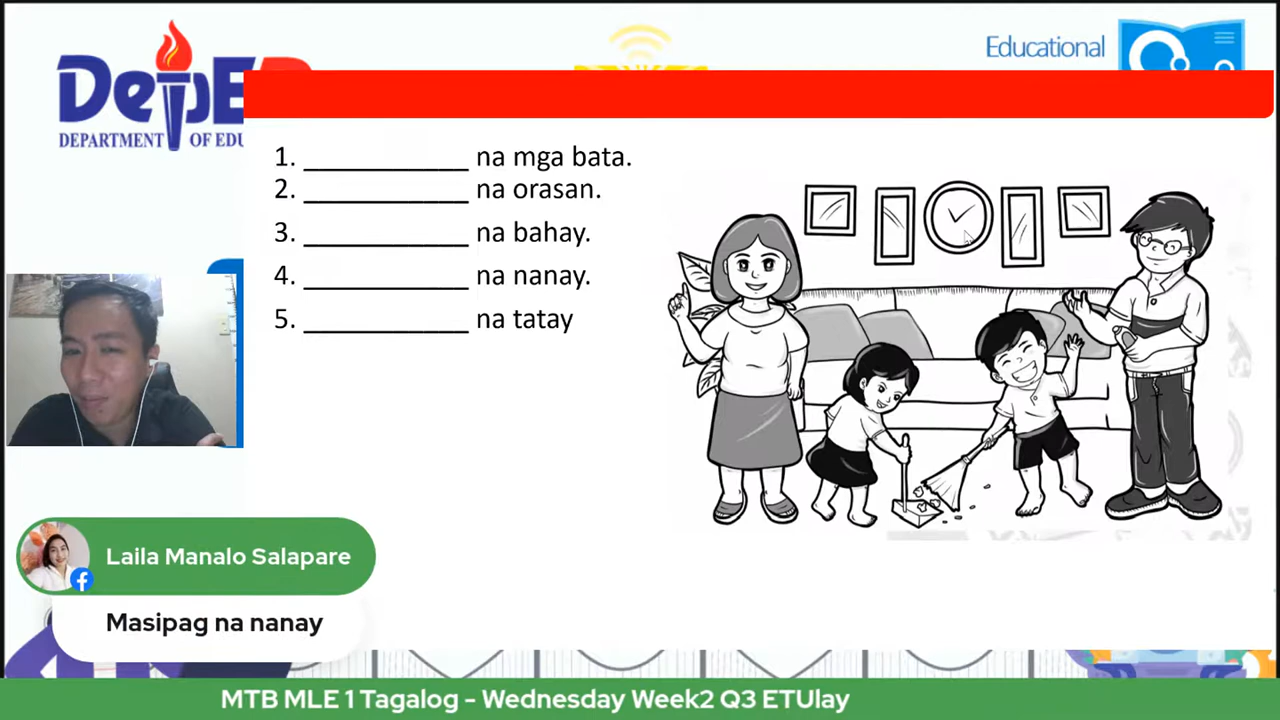 DepE
DEPARTMENT OF EDU
Educational
1. ____________ na mga bata.
2. ____________ na orasan.
3. ____________ na bahay.
4. ____________ na nanay.
5. ____________ na tatay
Laila Manalo Salapare
Masipag na nanay
MTB MLE 1 Tagalog - Wednesday Week2 Q3 ETUlay